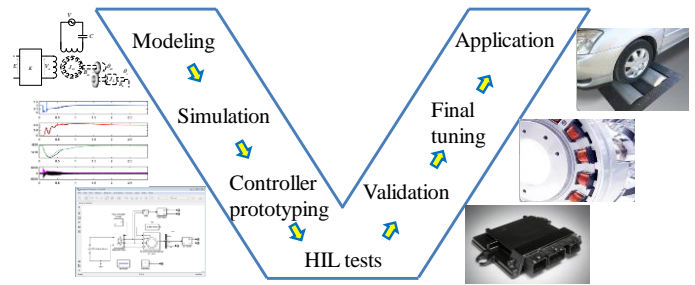 Modeling
Simulation
Controller
prototyping
HIL tests
Validation
Final
tuning
Application
V
C